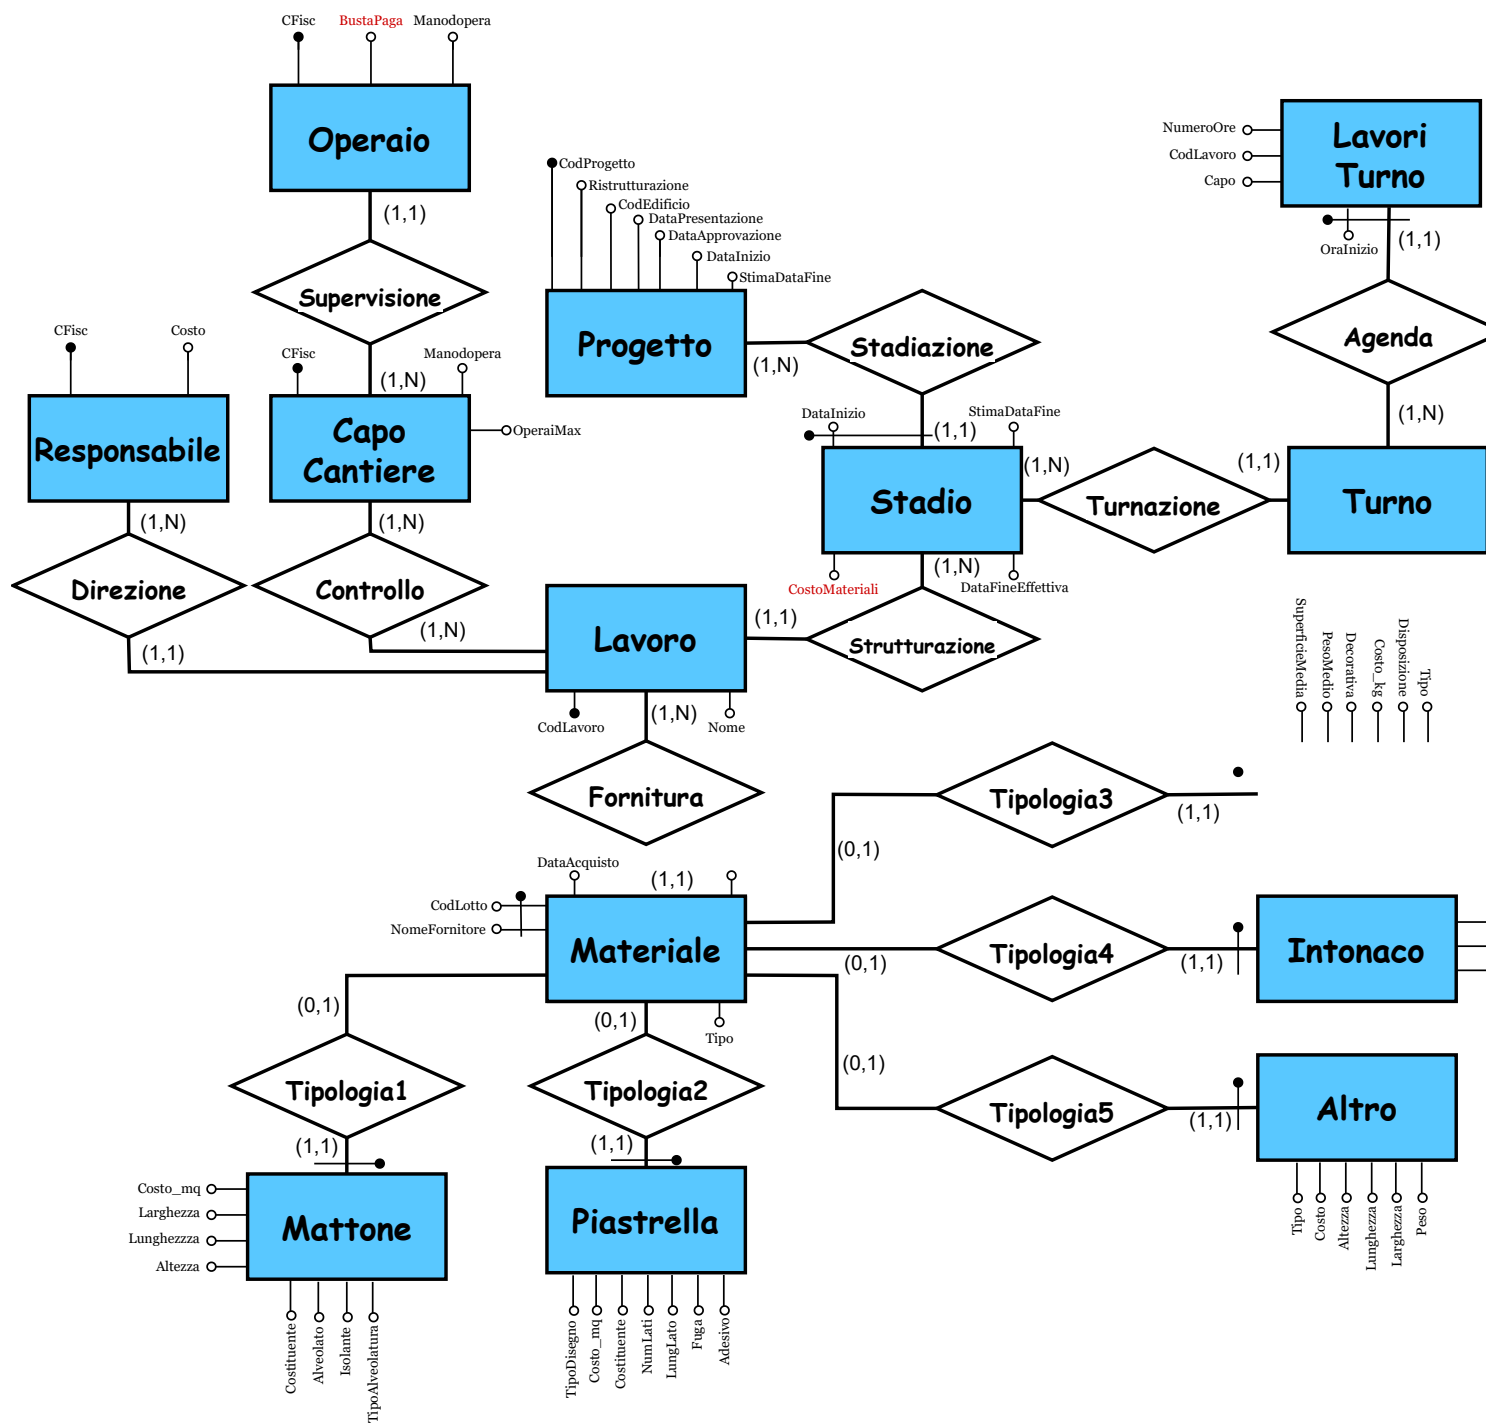 CFisc
BustaPaga
Manodopera
Operaio
(1,1)
Supervisione
(1,N)
CFisc
Costo
Responsabile
(1,N)
Direzione
(1,1)
CFisc
Manodopera
OperaiMax
Capo
Cantiere
(1,N)
Controllo
(1,N)
CodProgetto
Ristrutturazione
CodEdificio
DataPresentazione
DataApprovazione
DataInizio
StimaDataFine
Progetto
(1,N)
Stadiazione
(1,1)
DataInizio
StimaDataFine
Stadio
(1,N)
Turnazione
(1,1)
Turno
(1,N)
Agenda
(1,1)
NumeroOre
CodLavoro
Capo
Lavori
Turno
OraInizio
CostoMateriali
(1,N)
DataFineEffettiva
Strutturazione
(1,1)
Lavoro
CodLavoro
(1,N)
Nome
Fornitura
(1,1)
SuperficieMedia
PesoMedio
Decorativa
Costo_kg
Disposizione
Tipo
Tipologia3
(1,1)
(0,1)
DataAcquisto
CodLotto
NomeFornitore
Materiale
Tipo
(0,1)
Tipologia4
(1,1)
Intonaco
(0,1)
Tipologia5
(1,1)
Altro
Tipo
Costo
Altezza
Lunghezza
Larghezza
Peso
(0,1)
Tipologia1
(1,1)
Costo_mq
Larghezza
Lunghezzza
Altezza
Mattone
Costituente
Alveolato
Isolante
TipoAlveolatura
(0,1)
Tipologia2
(1,1)
Piastrella
TipoDisegno
Costo_mq
Costituente
NumLati
LungLato
Fuga
Adesivo